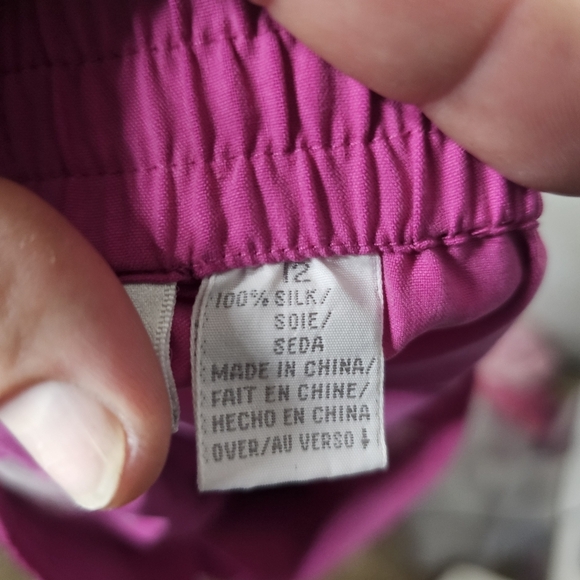 12
100% SILK/
SOIE/
SEDA
MADE IN CHINA/
FAIT EN CHINE/
HECHO EN CHINA
OVER/AU VERSO ↓